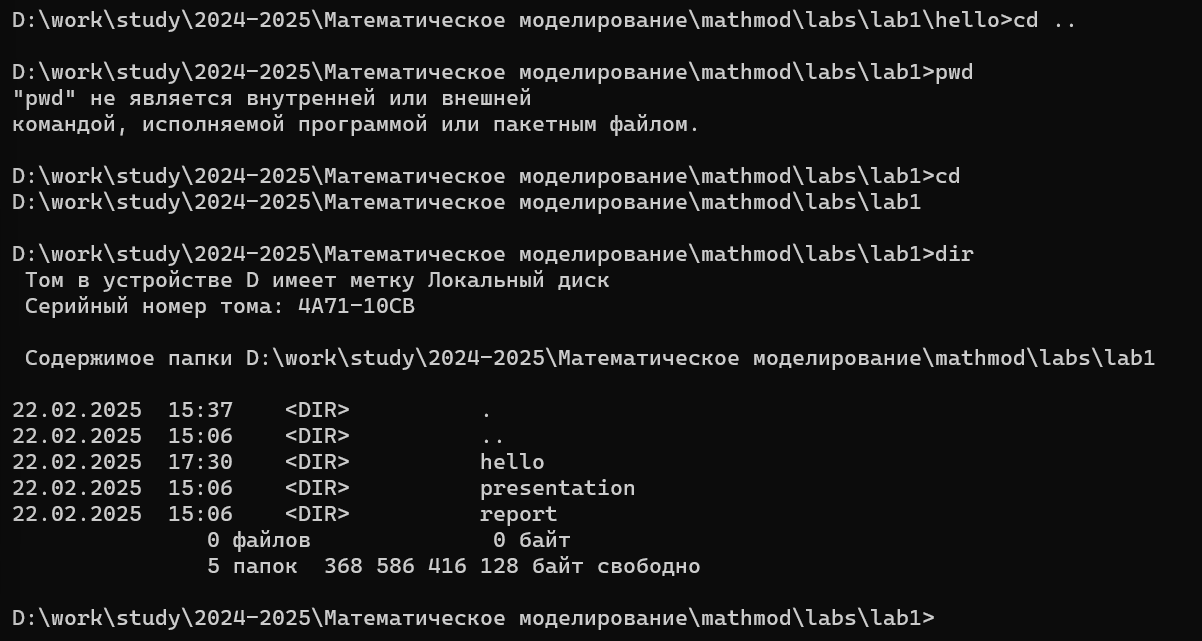 D:\work\study\2024-2025\Математическое моделирование\mathmod\labs\lab1\hello>cd ..
D:\work\study\2024-2025\Математическое моделирование\mathmod\labs\lab1>pwd
"pwd" не является внутренней или внешней
командой, исполняемой программой или пакетным файлом.
D:\work\study\2024-2025\Математическое моделирование\mathmod\labs\lab1>cd
D:\work\study\2024-2025\Математическое моделирование\mathmod\labs\lab1
D:\work\study\2024-2025\Математическое моделирование\mathmod\labs\lab1>dir
Том в устройстве D имеет метку Локальный диск
Серийный номер тома: 4A71-10CB
Содержимое папки D:\work\study\2024-2025\Математическое моделирование\mathmod\labs\lab1
22.02.2025  15:37    <DIR>          .
22.02.2025  15:06    <DIR>          ..
22.02.2025  17:30    <DIR>          hello
22.02.2025  15:06    <DIR>          presentation
22.02.2025  15:06    <DIR>          report
0 файлов              0 байт
5 папок  368 586 416 128 байт свободно
D:\work\study\2024-2025\Математическое моделирование\mathmod\labs\lab1>